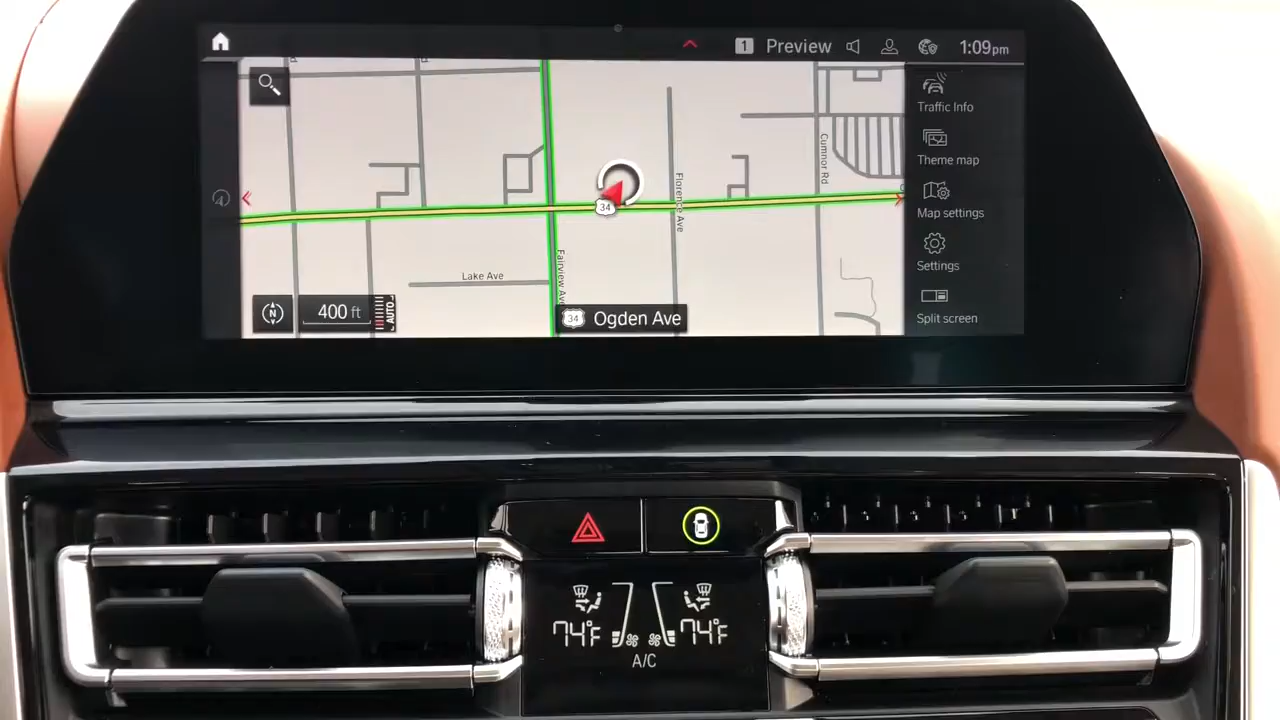 1 Preview 1:09pm
Traffic Info
Theme map
Map settings
Settings
Split screen
Cumnor Rd
Florence Ave
34
Fairview Ave
Lake Ave
N 400 ft AUTO
34 Ogden Ave
74°F 74°F
A/C